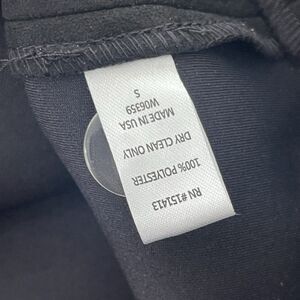 RN #151413
100% POLYESTER
DRY CLEAN ONLY
MADE IN USA
W06359
S